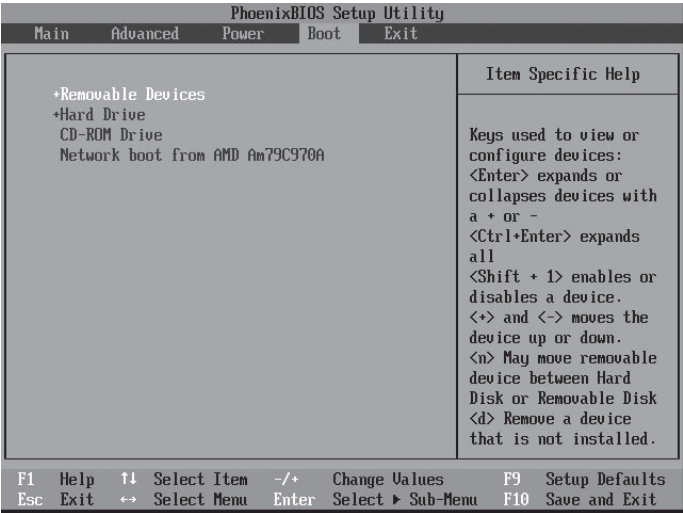 PhoenixBIOS Setup Utility
Main Advanced Power Boot Exit
+Removable Devices
+Hard Drive
CD-ROM Drive
Network boot from AMD Am79C970A
Item Specific Help
Keys used to view or
configure devices:
<Enter> expands or
collapses devices with
a + or -
<Ctrl+Enter> expands
all
<Shift + 1> enables or
disables a device.
<+> and <-> moves the
device up or down.
<n> May move removable
device between Hard
Disk or Removable Disk
<d> Remove a device
that is not installed.
F1 Help ↑↓ Select Item -/+ Change Values F9 Setup Defaults
Esc Exit ↔ Select Menu Enter Select ▶ Sub-Menu F10 Save and Exit